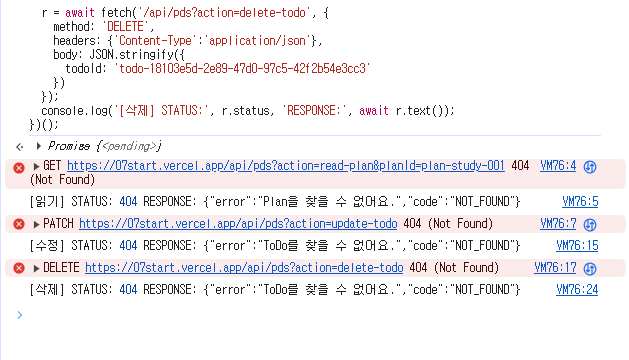 r = await fetch('/api/pds?action=delete-todo', {
method: 'DELETE',
headers: {'Content-Type':'application/json'},
body: JSON.stringify({
todoId: 'todo-18103e5d-2e89-47d0-97c5-42f2b54e3cc3'
})
});
console.log('[삭제] STATUS:', r.status, 'RESPONSE:', await r.text());
})();
Promise {<pending>}
GET https://07start.vercel.app/api/pds?action=read-plan&planId=plan-study-001 404 VM76:4
(Not Found)
[읽기] STATUS: 404 RESPONSE: {"error":"Plan을 찾을 수 없어요.","code":"NOT_FOUND"} VM76:5
PATCH https://07start.vercel.app/api/pds?action=update-todo 404 (Not Found) VM76:7
[수정] STATUS: 404 RESPONSE: {"error":"ToDo를 찾을 수 없어요.","code":"NOT_FOUND"} VM76:15
DELETE https://07start.vercel.app/api/pds?action=delete-todo 404 (Not Found) VM76:17
[삭제] STATUS: 404 RESPONSE: {"error":"ToDo를 찾을 수 없어요.","code":"NOT_FOUND"} VM76:24